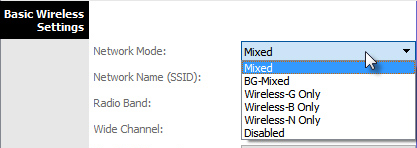 Basic Wireless
Settings
Network Mode: Mixed
Mixed
BG-Mixed
Network Name (SSID):
Wireless-G Only
Radio Band:
Wireless-B Only
Wireless-N Only
Wide Channel:
Disabled